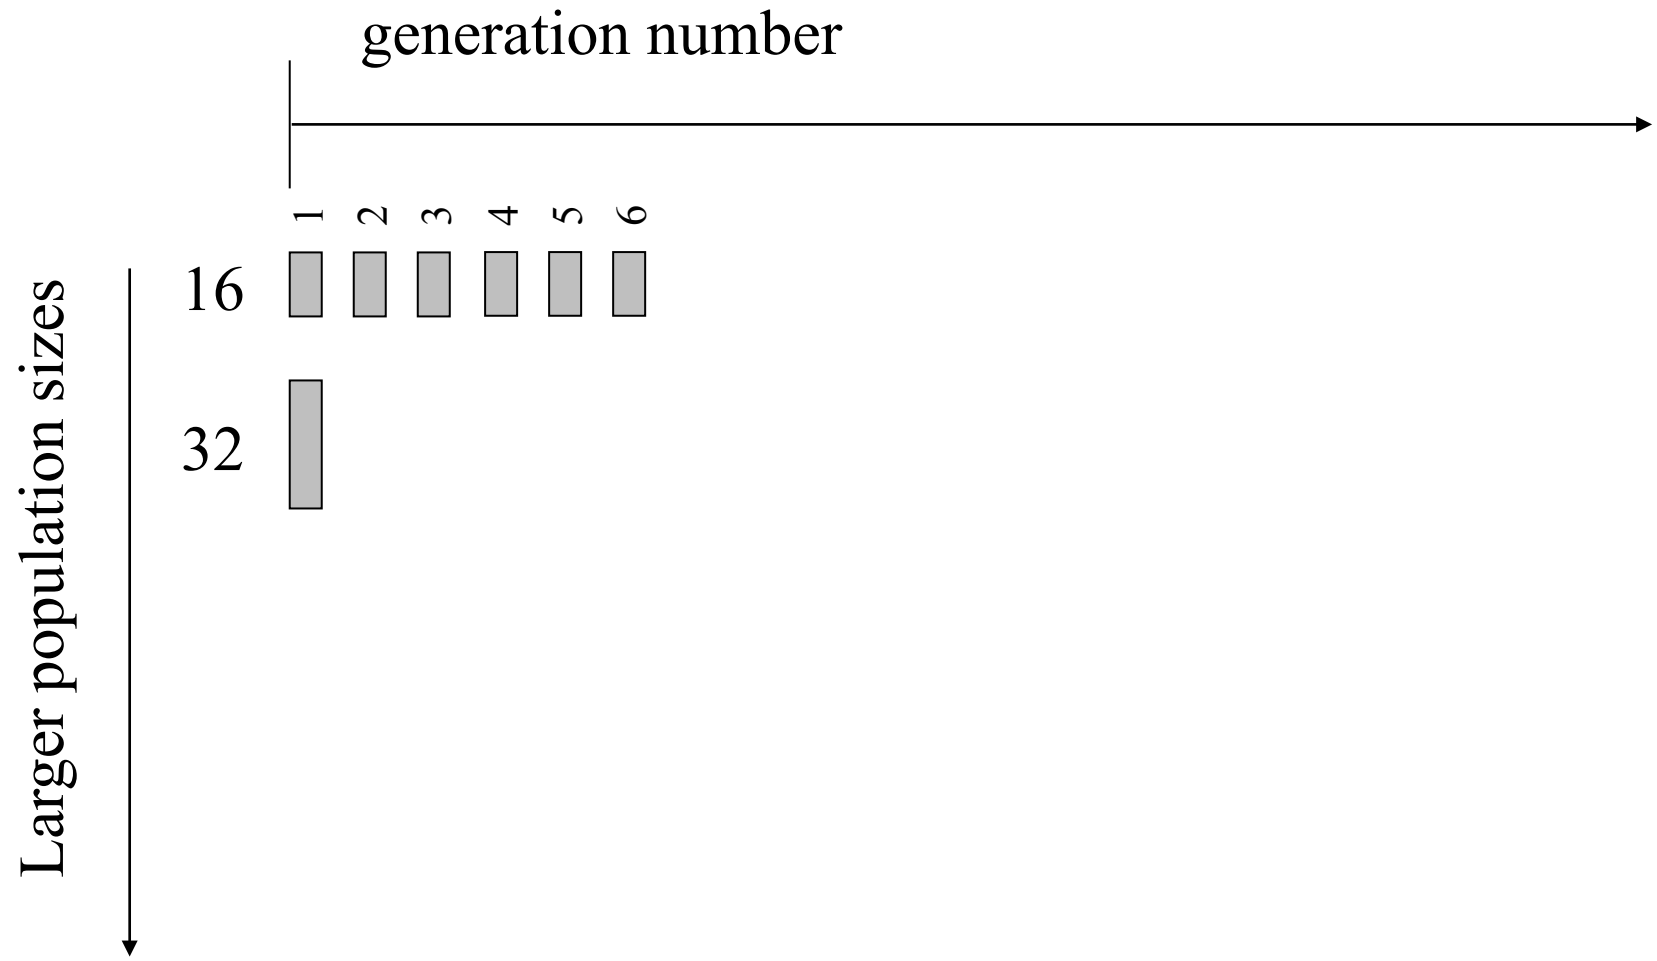 generation number
1 2 3 4 5 6
16
32
Larger population sizes